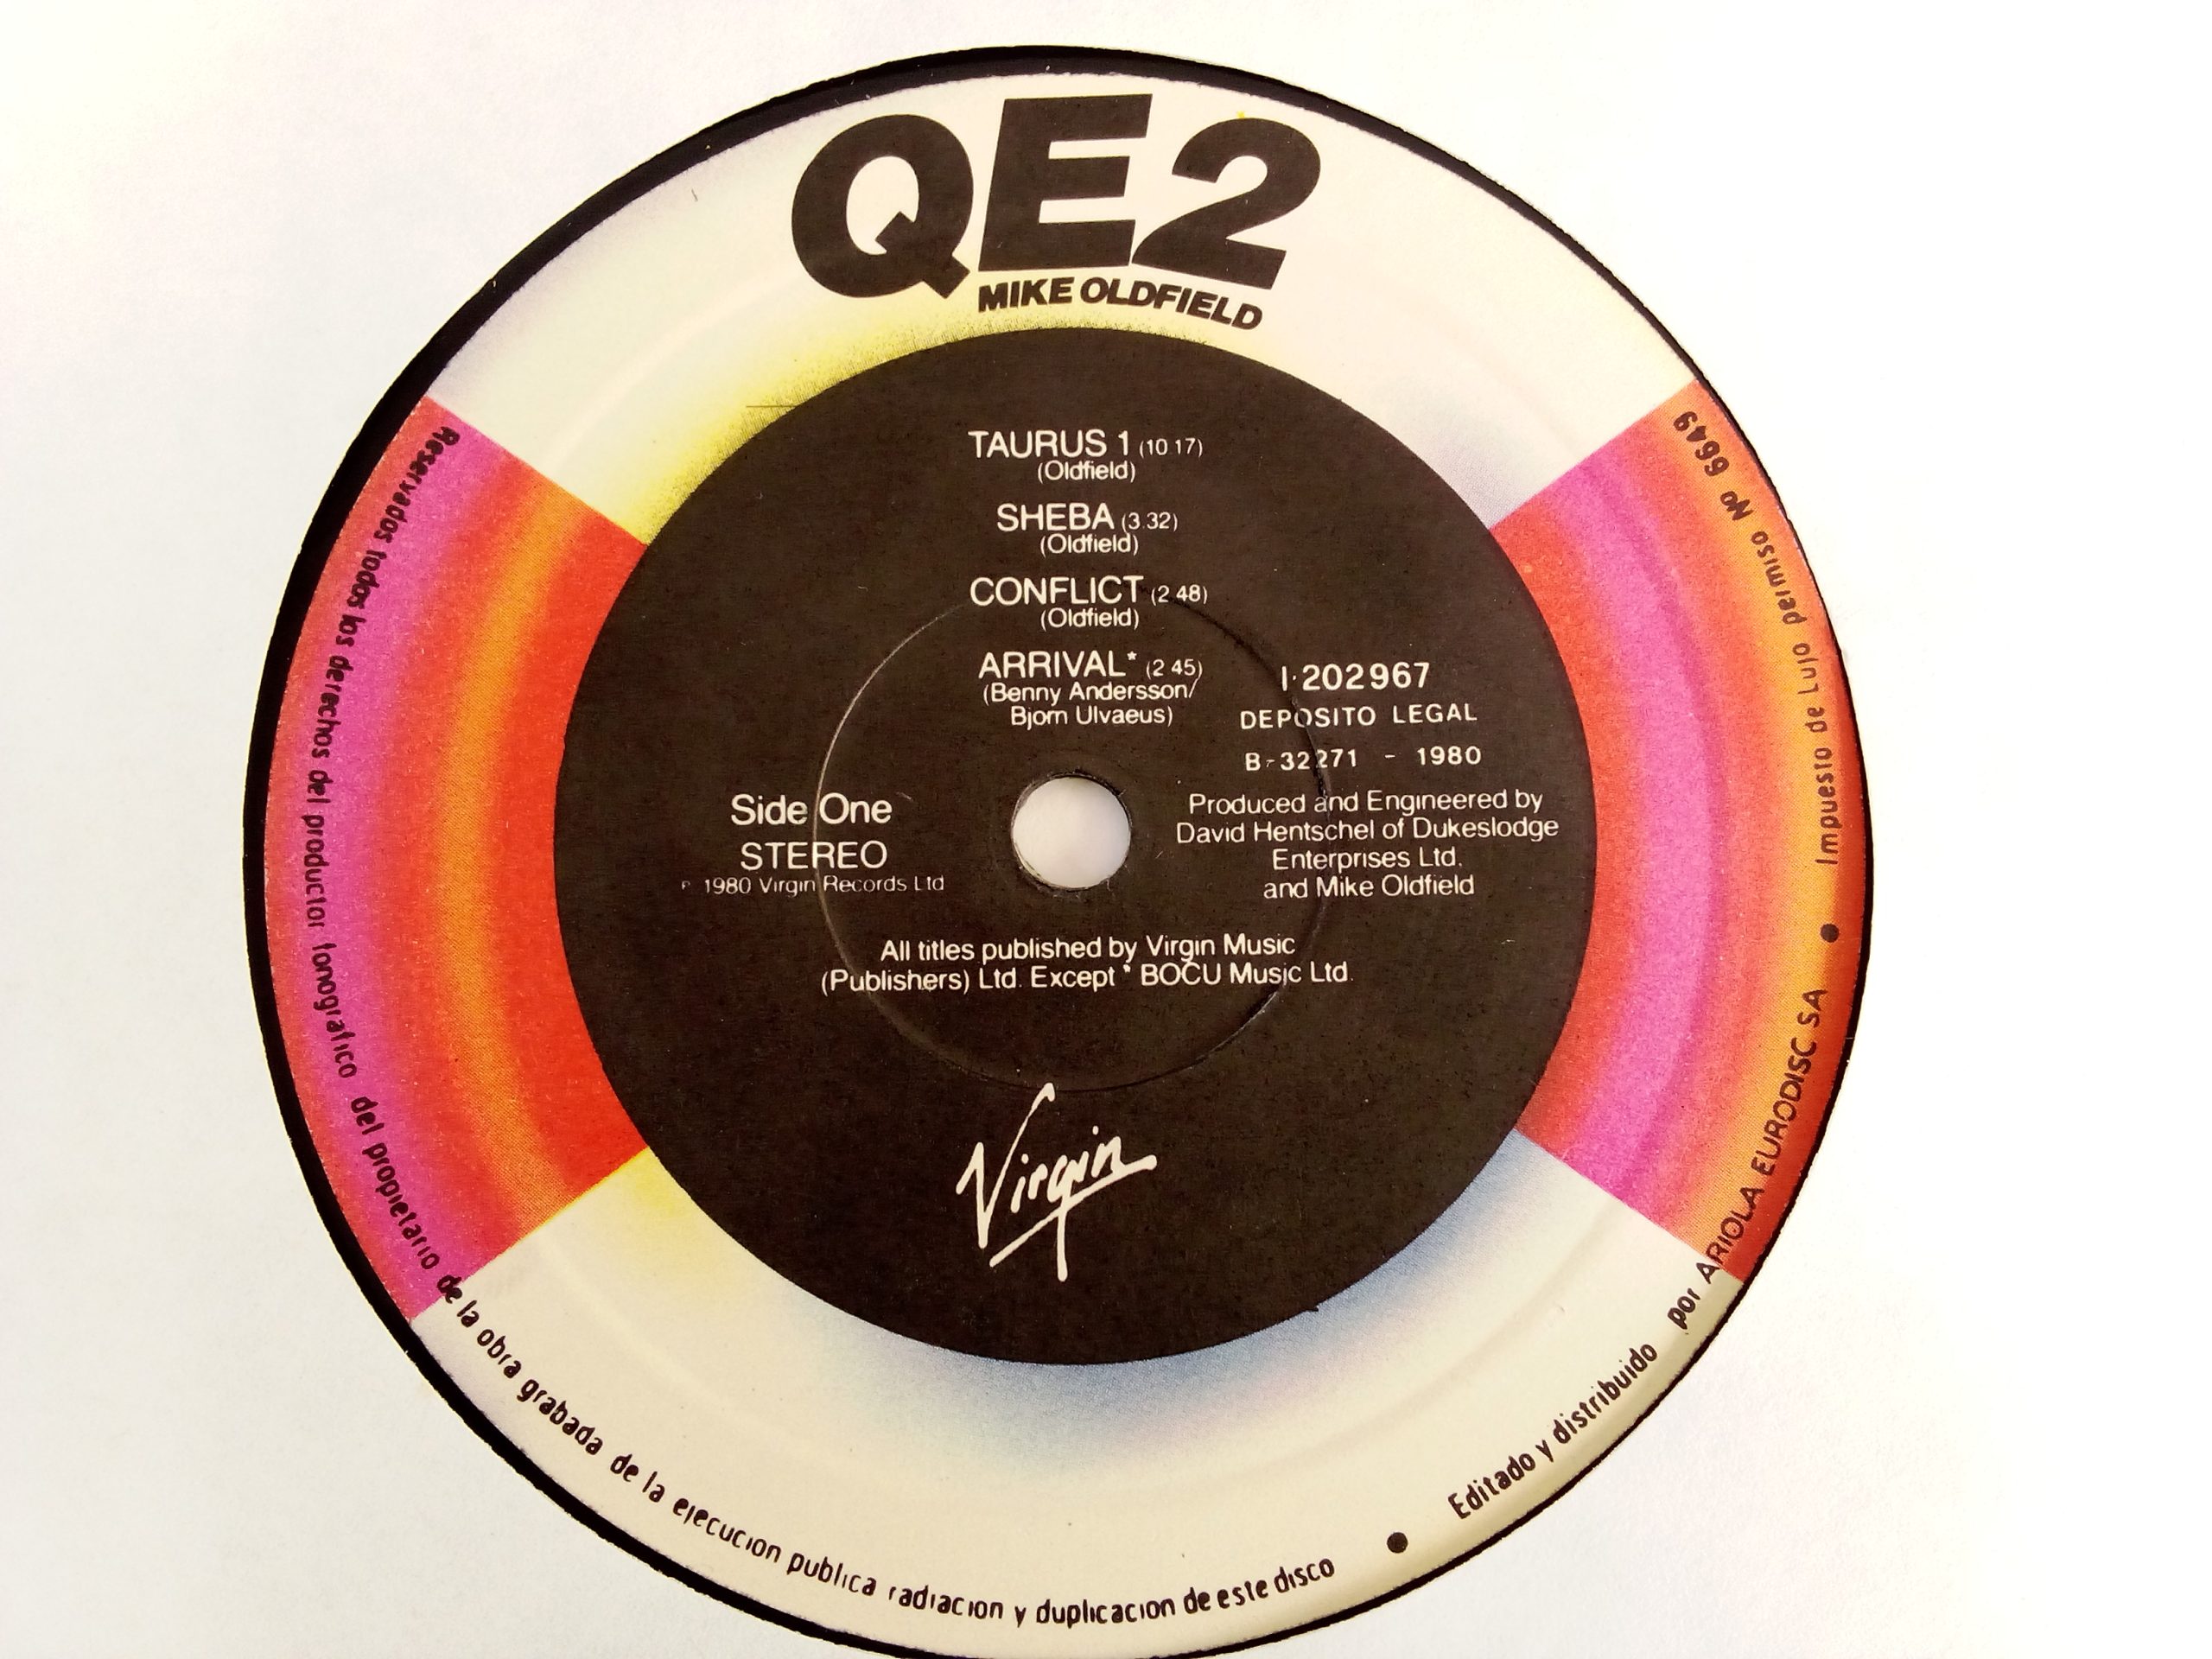 QE2
MIKE OLDFIELD
TAURUS 1 (10 17)
(Oldfield)
SHEBA (3.32)
(Oldfield)
CONFLICT (2 48)
(Oldfield)
ARRIVAL* (2 45)
(Benny Andersson/
Bjorn Ulvaeus)
I·202967
DEPOSITO LEGAL
B-32271 - 1980
Side One
STEREO
P 1980 Virgin Records Ltd
Produced and Engineered by
David Hentschel of Dukeslodge
Enterprises Ltd.
and Mike Oldfield
All titles published by Virgin Music
(Publishers) Ltd. Except * BOCU Music Ltd.
Virgin
Reservados todos los derechos del productor fonografico del propietario de la obra grabada de la ejecucion publica radiacion y duplicacion de este disco ● Editado y distribuido por ARIOLA EURODISC SA ● Impuesto de Lujo permiso Nº 6649